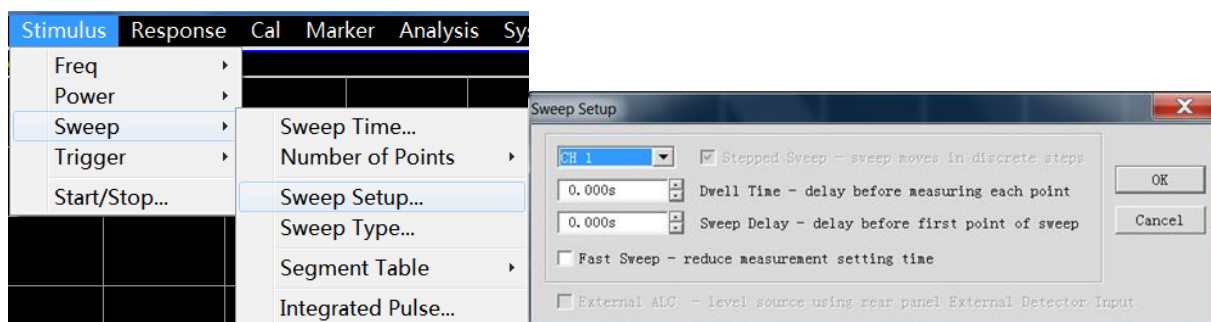 Stimulus Response Cal Marker Analysis Sy
Freq
Power
Sweep
Trigger
Start/Stop...
Sweep Time...
Number of Points
Sweep Setup...
Sweep Type...
Segment Table
Integrated Pulse...
Sweep Setup
CH 1
Stepped Sweep - sweep moves in discrete steps
0.000s Dwell Time - delay before measuring each point
0.000s Sweep Delay - delay before first point of sweep
Fast Sweep - reduce measurement setting time
External ALC - level source using rear panel External Detector Input
OK
Cancel